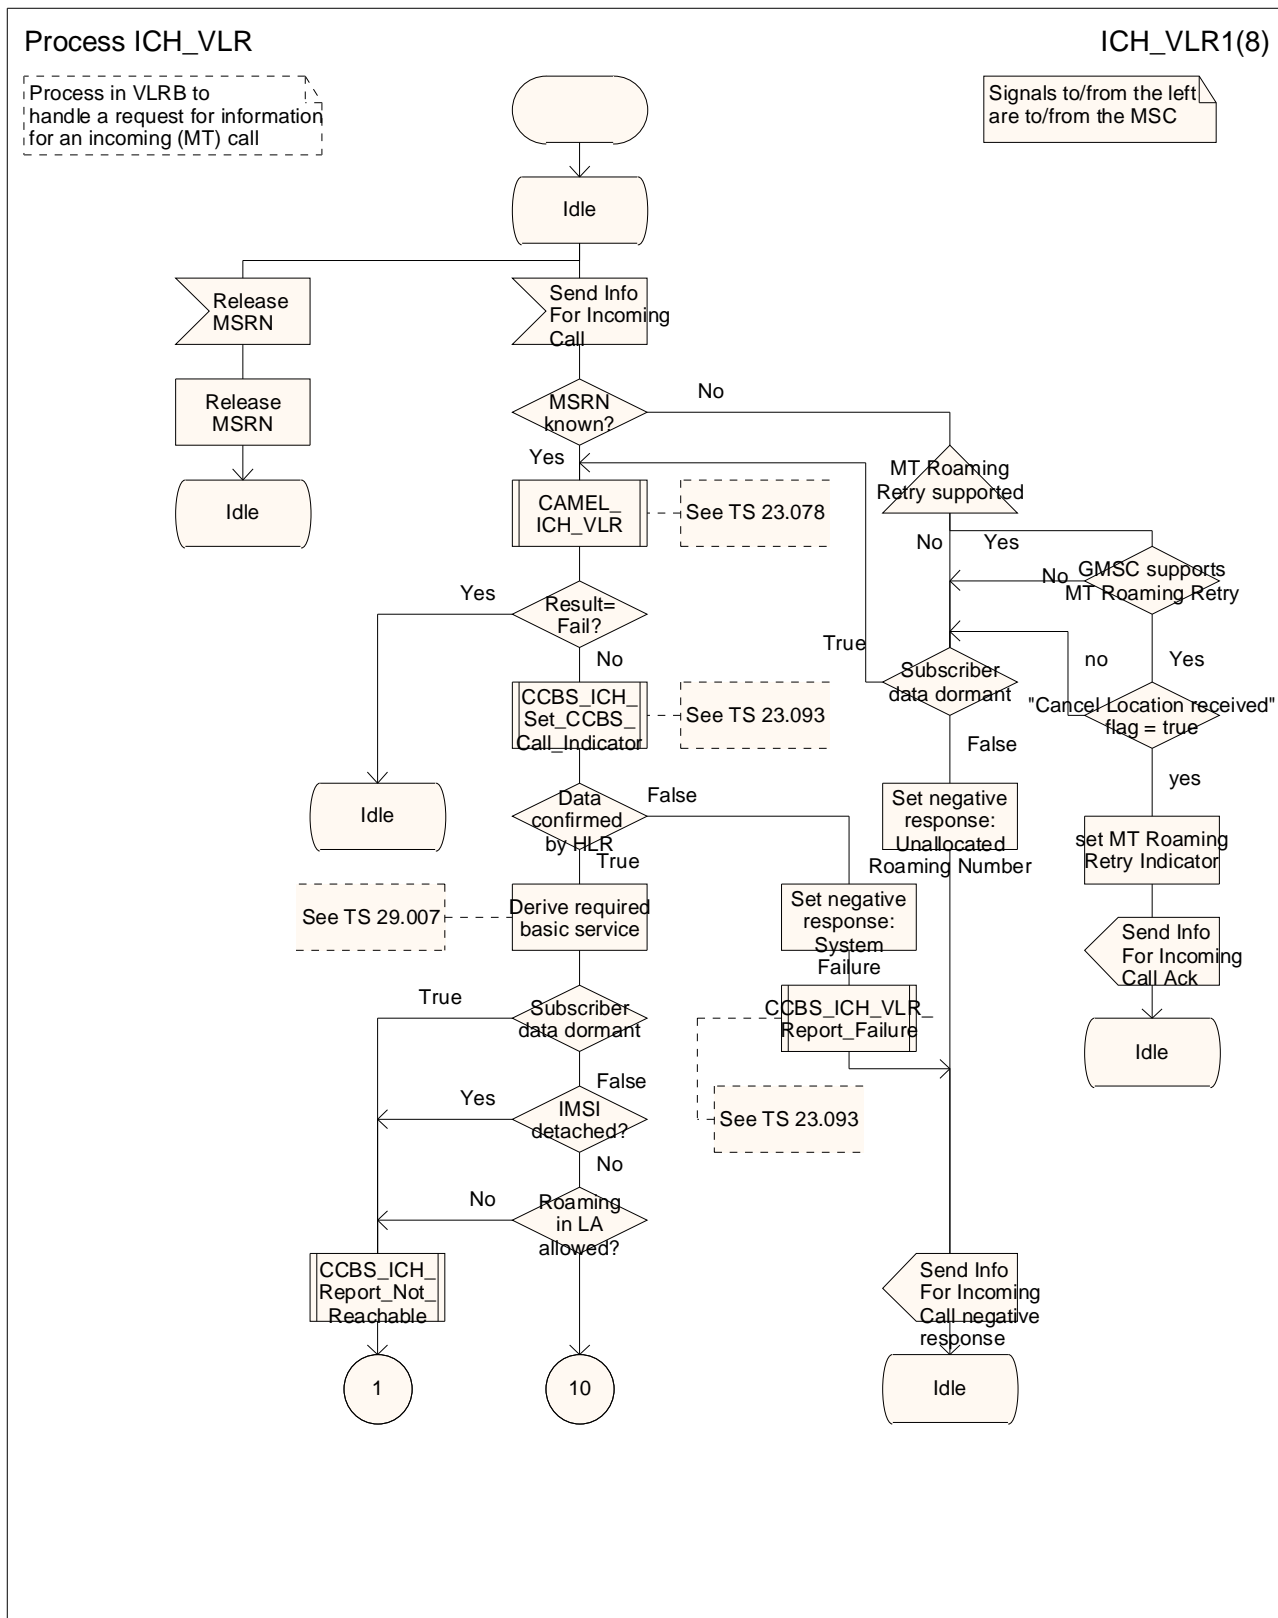 Process ICH_VLR
ICH_VLR1(8)
Process in VLRB to
handle a request for information
for an incoming (MT) call
Signals to/from the left
are to/from the MSC
Idle
Release
MSRN
Send Info
For Incoming
Call
Release
MSRN
MSRN
known?
No
Yes
MT Roaming
Retry supported
Idle
CAMEL_
ICH_VLR
See TS 23.078
No
Yes
GMSC supports
MT Roaming Retry
No
Yes
Result=
Fail?
No
True
Subscriber
data dormant
no
Yes
"Cancel Location received"
flag = true
CCBS_ICH_
Set_CCBS_
Call_Indicator
See TS 23.093
False
yes
Idle
Data
confirmed
by HLR
False
True
Set negative
response:
Unallocated
Roaming Number
set MT Roaming
Retry Indicator
See TS 29.007
Derive required
basic service
Set negative
response:
System
Failure
Send Info
For Incoming
Call Ack
True
Subscriber
data dormant
CCBS_ICH_VLR_
Report_Failure
Idle
False
Yes
IMSI
detached?
See TS 23.093
No
No
Roaming
in LA
allowed?
CCBS_ICH_
Report_Not_
Reachable
Send Info
For Incoming
Call negative
response
1
10
Idle